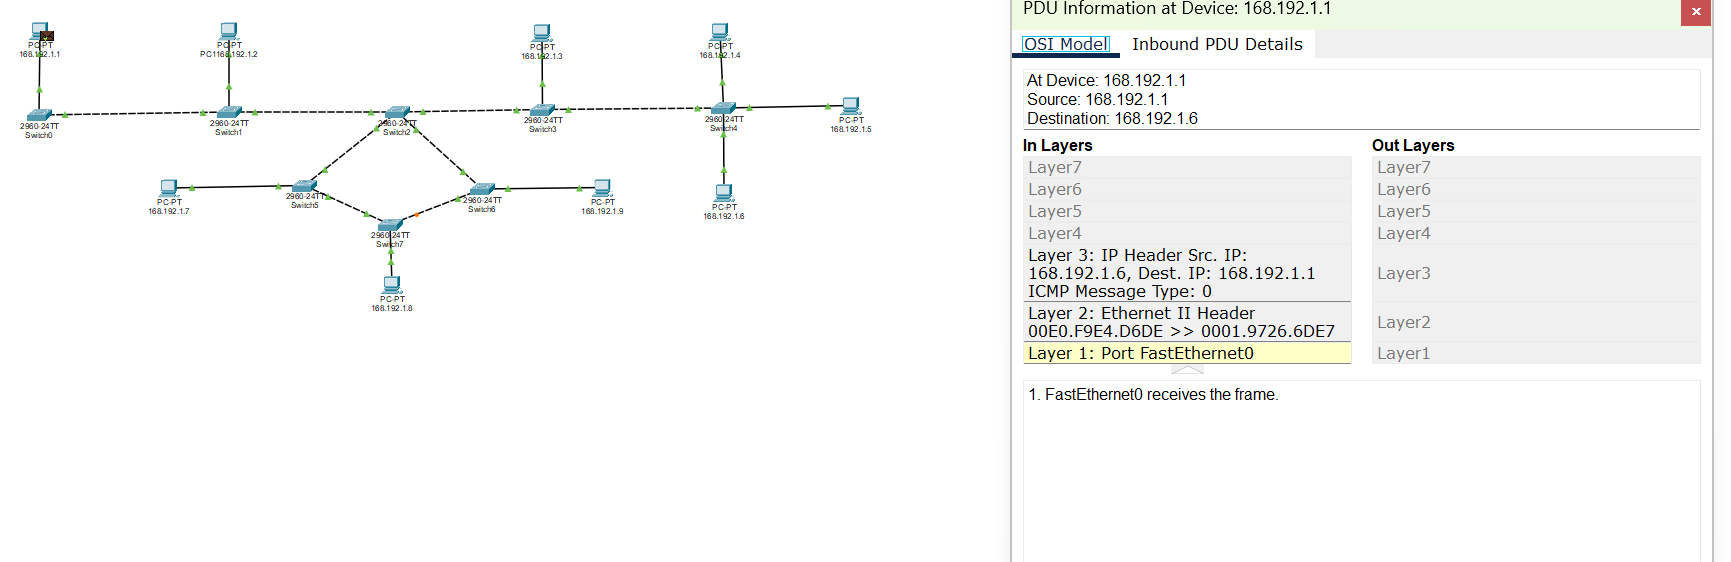 PC-PT
168.192.1.1
PC-PT
PC1168.192.1.2
PC-PT
168.192.1.3
PC-PT
168.192.1.4
2960-24TT
Switch0
2960-24TT
Switch1
2960-24TT
Switch2
2960-24TT
Switch3
2960-24TT
Switch4
PC-PT
168.192.1.5
PC-PT
168.192.1.7
2960-24TT
Switch5
2960-24TT
Switch6
PC-PT
168.192.1.9
PC-PT
168.192.1.6
2960-24TT
Switch7
PC-PT
168.192.1.8
PDU Information at Device: 168.192.1.1
OSI Model
Inbound PDU Details
At Device: 168.192.1.1
Source: 168.192.1.1
Destination: 168.192.1.6
In Layers
Out Layers
Layer7
Layer7
Layer6
Layer6
Layer5
Layer5
Layer4
Layer4
Layer 3: IP Header Src. IP:
168.192.1.6, Dest. IP: 168.192.1.1
ICMP Message Type: 0
Layer3
Layer 2: Ethernet II Header
00E0.F9E4.D6DE >> 0001.9726.6DE7
Layer2
Layer 1: Port FastEthernet0
Layer1
1. FastEthernet0 receives the frame.